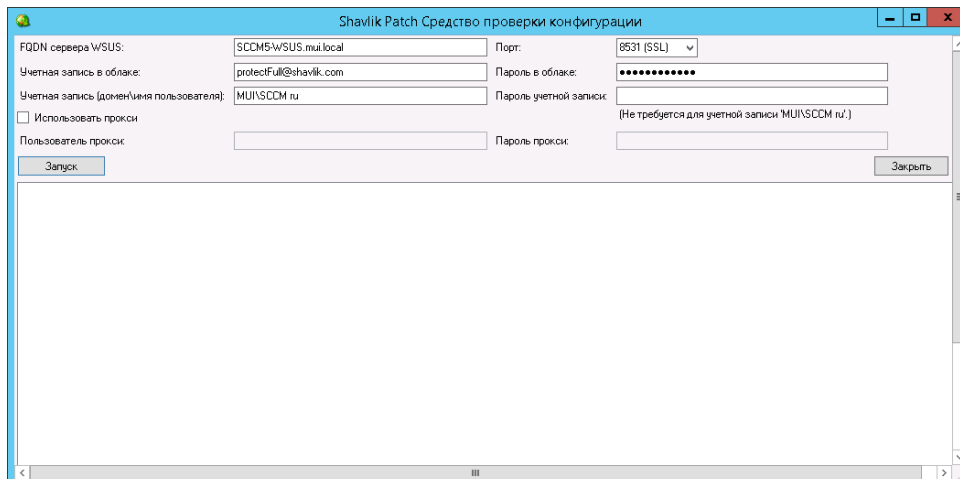 Shavlik Patch Средство проверки конфигурации
FQDN сервера WSUS: SCCM5-WSUS.mui.local Порт: 8531 (SSL)
Учетная запись в облаке: protectFull@shavlik.com Пароль в облаке: ●●●●●●●●●●●●
Учетная запись (домен\имя пользователя): MUI\SCCM ru Пароль учетной записи:
Использовать прокси (Не требуется для учетной записи 'MUI\SCCM ru'.)
Пользователь прокси: Пароль прокси:
Запуск Закрыть